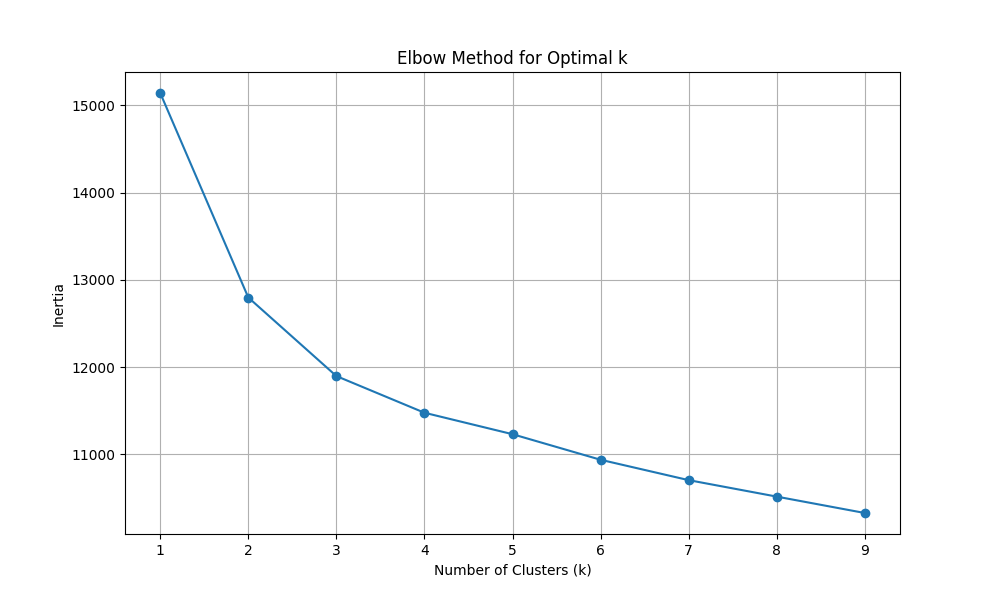 Elbow Method for Optimal k
15000
14000
13000
12000
11000
Inertia
1 2 3 4 5 6 7 8 9
Number of Clusters (k)